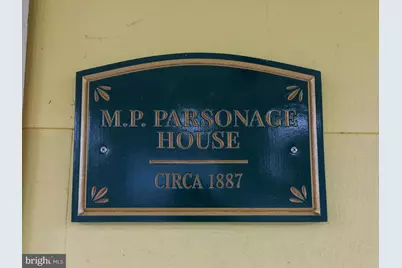 M.P. PARSONAGE
HOUSE
CIRCA 1887
bright MLS